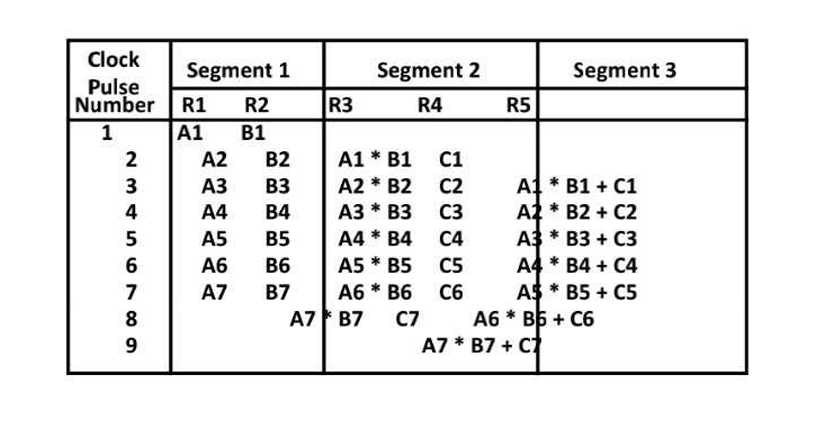 Clock
Pulse
Number
Segment 1 Segment 2 Segment 3
R1 R2 R3 R4 R5
1 A1 B1
2 A2 B2 A1 * B1 C1
3 A3 B3 A2 * B2 C2 A1 * B1 + C1
4 A4 B4 A3 * B3 C3 A2 * B2 + C2
5 A5 B5 A4 * B4 C4 A3 * B3 + C3
6 A6 B6 A5 * B5 C5 A4 * B4 + C4
7 A7 B7 A6 * B6 C6 A5 * B5 + C5
8 A7 * B7 C7 A6 * B6 + C6
9 A7 * B7 + C7